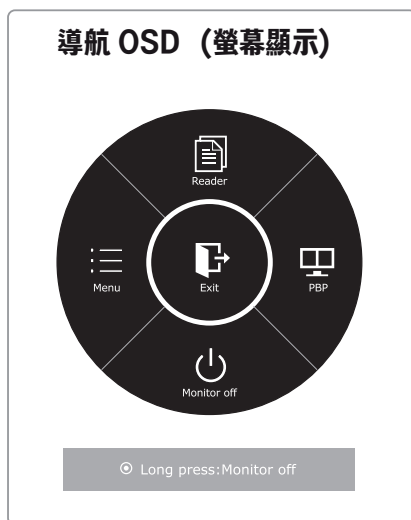 導航 OSD (螢幕顯示)
Reader
Menu
Exit
PBP
Monitor off
Long press:Monitor off